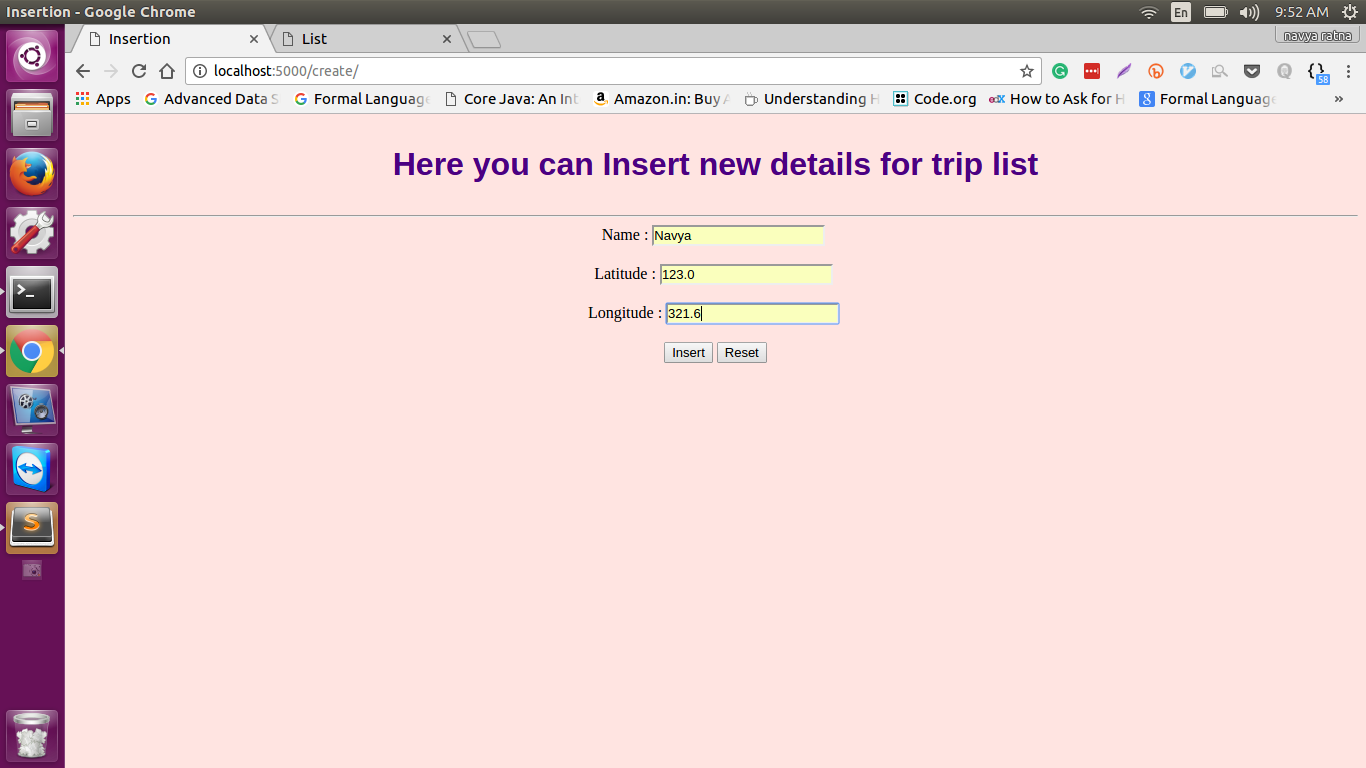 Insertion - Google Chrome
En
9:52 AM
Insertion
List
navya ratna
localhost:5000/create/
58
Apps
Advanced Data S
Formal Language
Core Java: An Int
Amazon.in: Buy A
Understanding H
Code.org
How to Ask for H
Formal Language
»
Here you can Insert new details for trip list
Name : Navya
Latitude : 123.0
Longitude : 321.6
Insert Reset